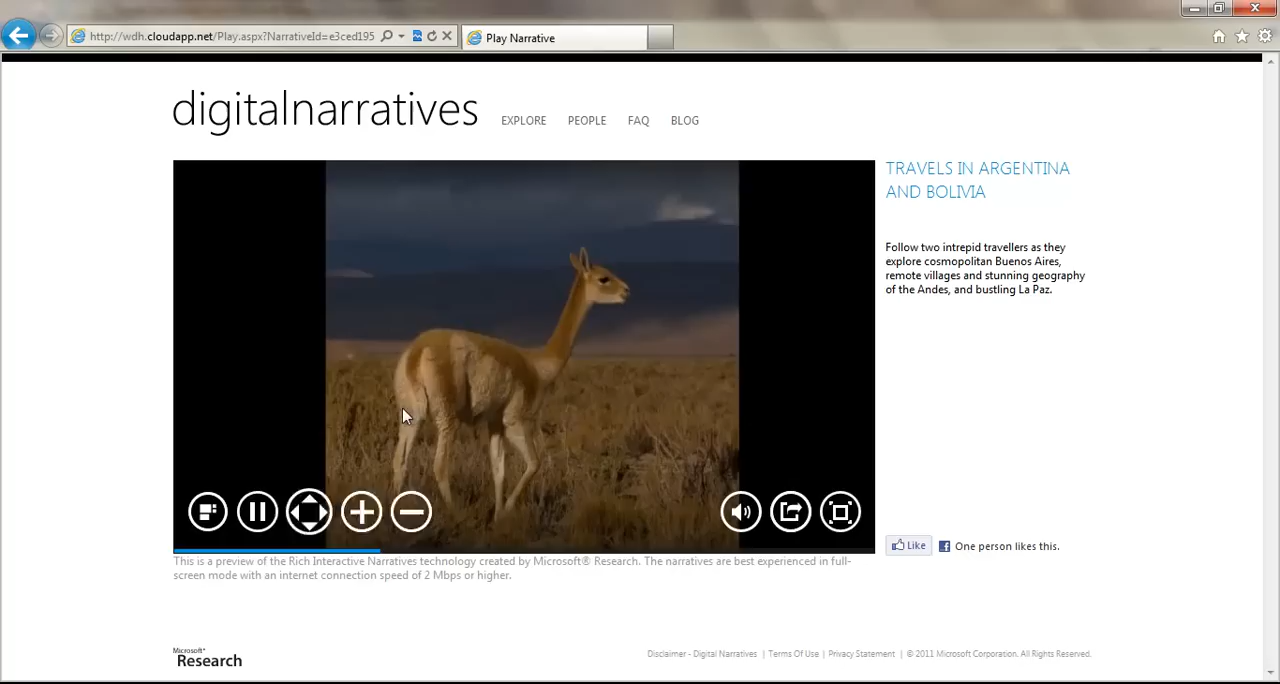 http://wdh.cloudapp.net/Play.aspx?NarrativeId=e3ced195
Play Narrative
digitalnarratives
EXPLORE PEOPLE FAQ BLOG
TRAVELS IN ARGENTINA
AND BOLIVIA
Follow two intrepid travellers as they
explore cosmopolitan Buenos Aires,
remote villages and stunning geography
of the Andes, and bustling La Paz.
Like
One person likes this.
This is a preview of the Rich Interactive Narratives technology created by Microsoft® Research. The narratives are best experienced in full-
screen mode with an internet connection speed of 2 Mbps or higher.
Microsoft®
Research
Disclaimer - Digital Narratives | Terms Of Use | Privacy Statement | © 2011 Microsoft Corporation. All Rights Reserved.